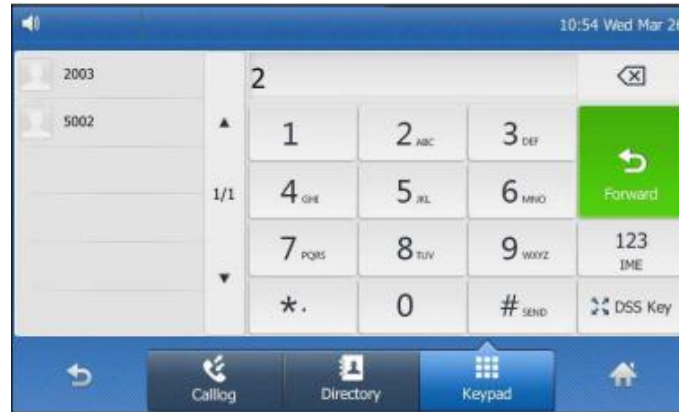 10:54 Wed Mar 26
2003
5002
1/1
2
1
2 ABC
3 DEF
4 GHI
5 JKL
6 MNO
7 PQRS
8 TUV
9 WXYZ
*.
0
# SEND
Forward
123
IME
DSS Key
Calllog
Directory
Keypad